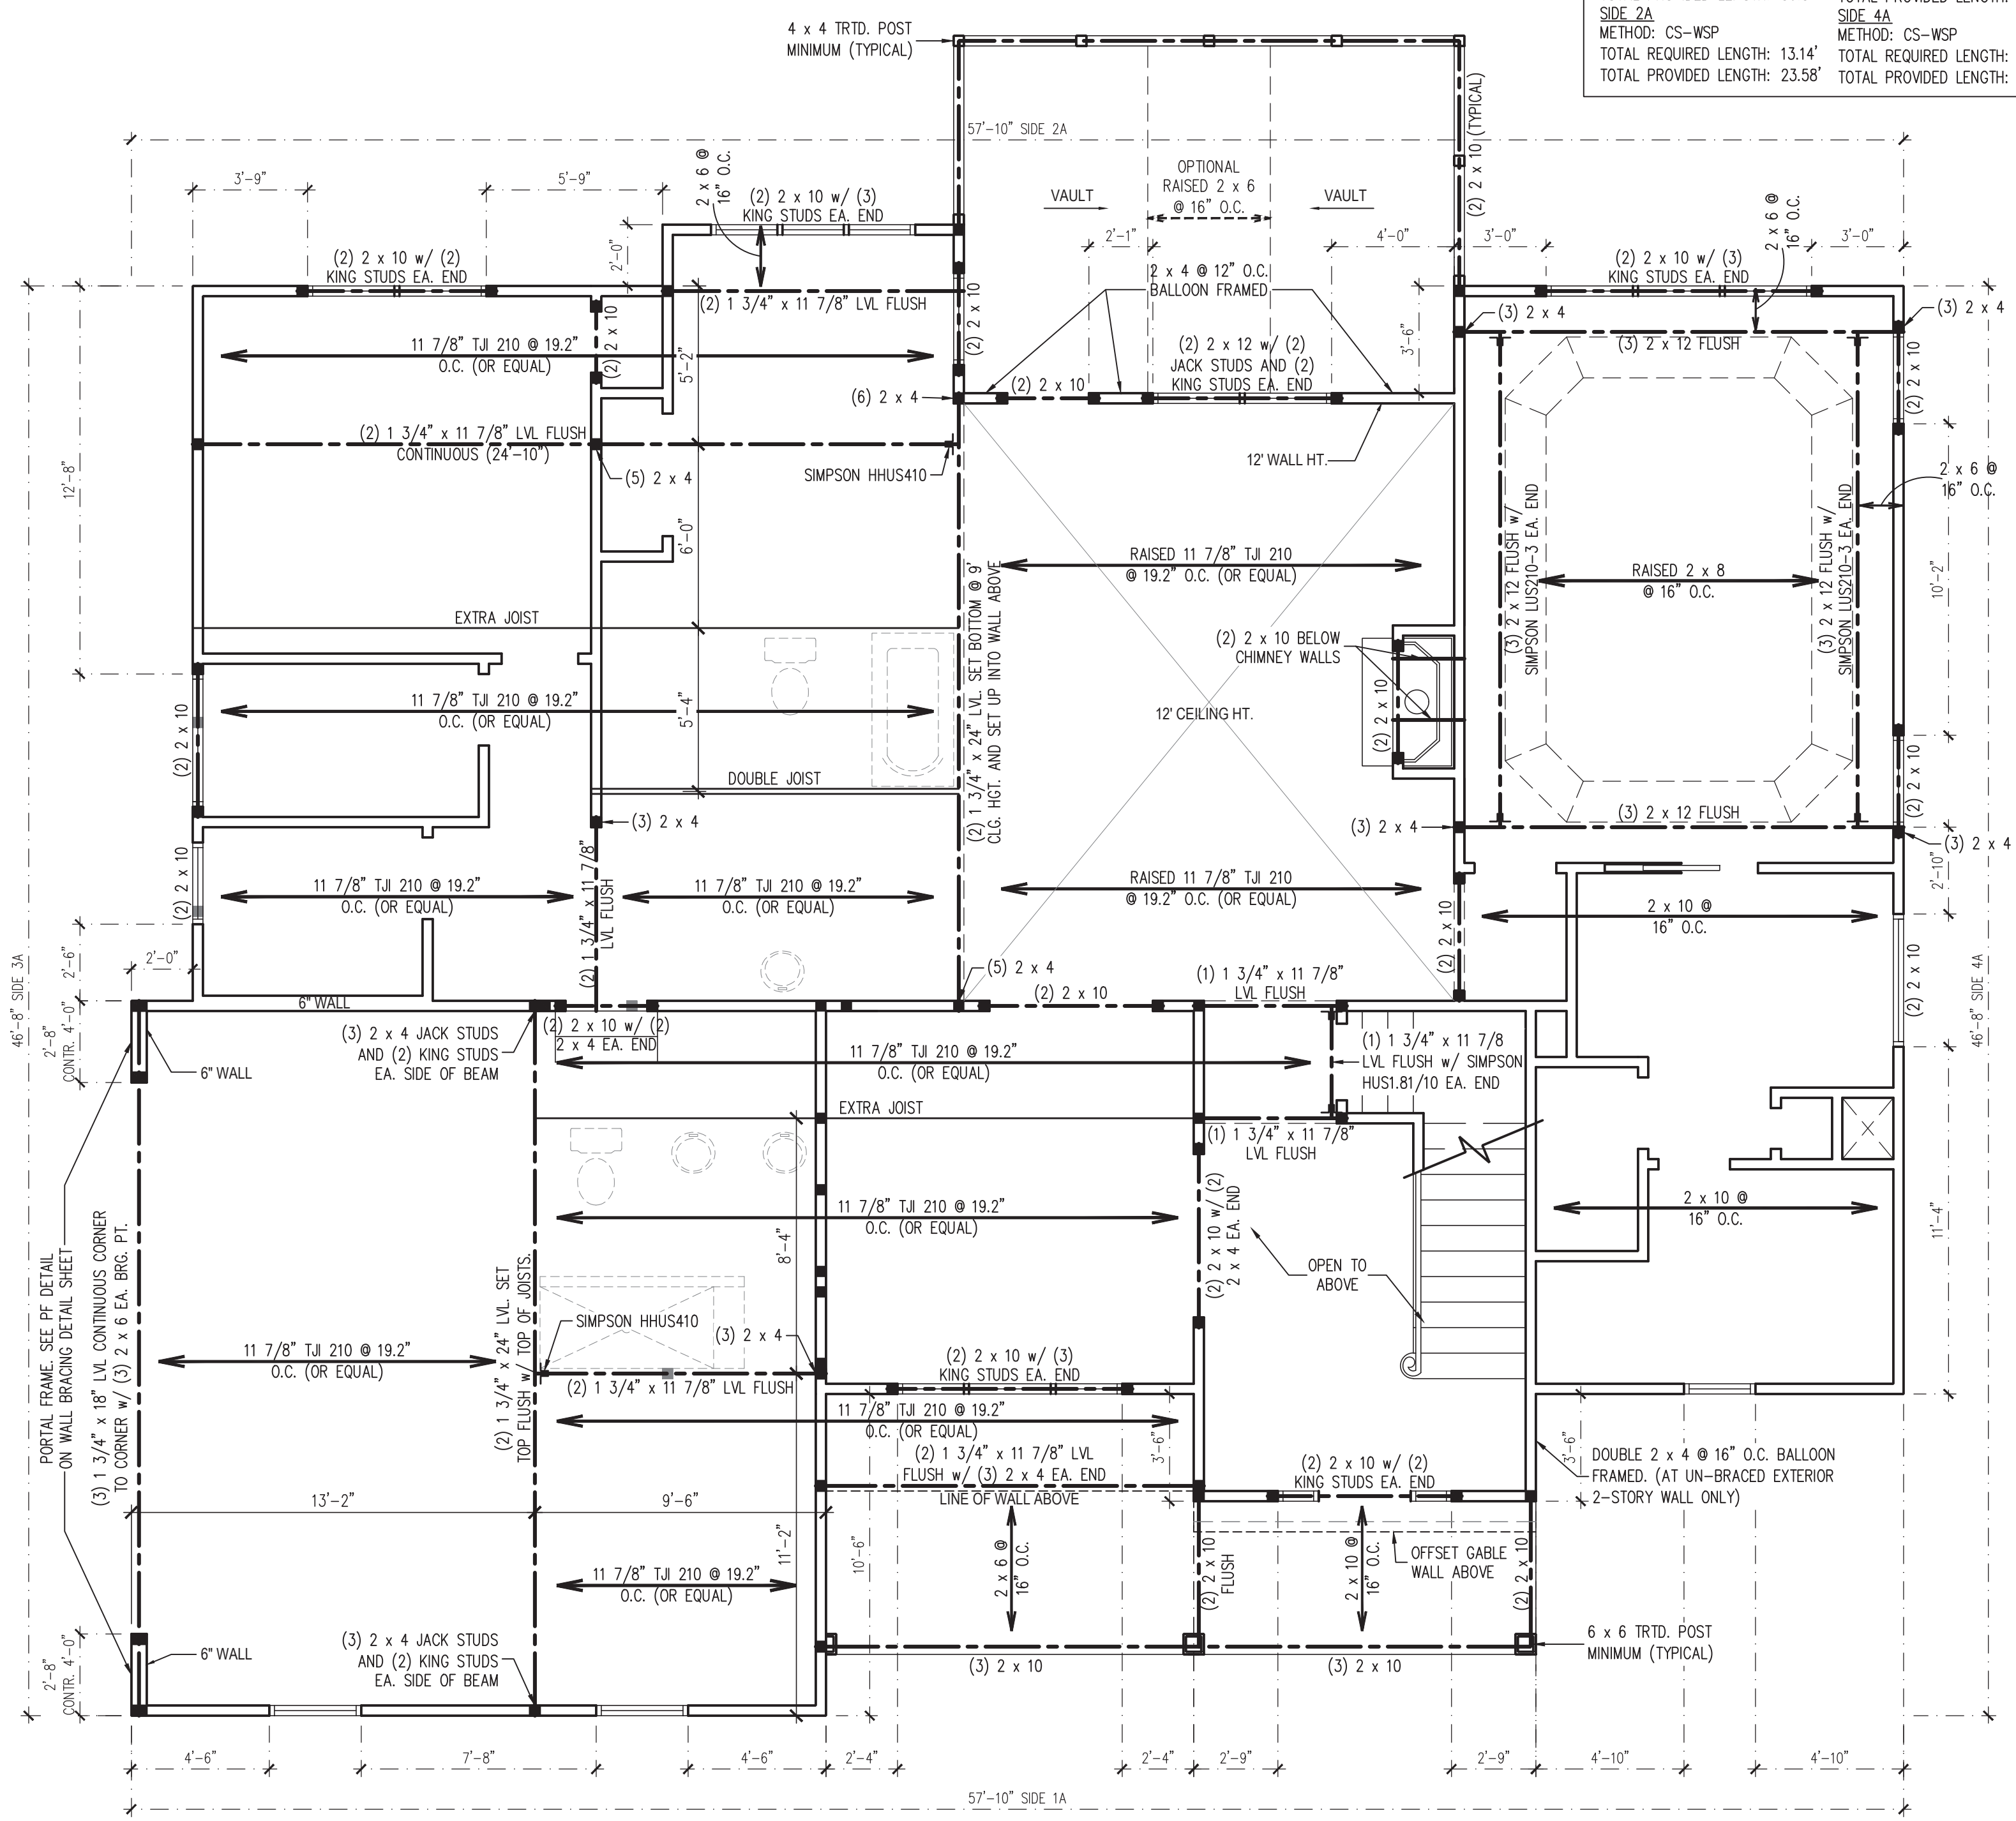 TOTAL PROVIDED LENGTH:
SIDE 2A
METHOD: CS-WSP
TOTAL REQUIRED LENGTH: 13.14'
TOTAL PROVIDED LENGTH: 23.58'
SIDE 4A
METHOD: CS-WSP
TOTAL REQUIRED LENGTH:
TOTAL PROVIDED LENGTH:
4 x 4 TRTD. POST
MINIMUM (TYPICAL)
57'-10" SIDE 2A
(2) 2 x 10 (TYPICAL)
3'-9"
5'-9"
2 x 6 @
16" O.C.
(2) 2 x 10 w/ (3)
KING STUDS EA. END
VAULT
OPTIONAL
RAISED 2 x 6
@ 16" O.C.
VAULT
2'-0"
2'-1"
4'-0"
3'-0"
2 x 6 @
16" O.C.
3'-0"
(2) 2 x 10 w/ (2)
KING STUDS EA. END
(2) 1 3/4" x 11 7/8" LVL FLUSH
2 x 4 @ 12" O.C.
BALLOON FRAMED
(2) 2 x 10 w/ (3)
KING STUDS EA. END
(2) 2 x 10
(2) 2 x 10
(3) 2 x 4
(3) 2 x 4
(3) 2 x 12 FLUSH
(2) 2 x 10
11 7/8" TJI 210 @ 19.2"
O.C. (OR EQUAL)
5'-2"
3'-6"
(2) 2 x 12 w/ (2)
JACK STUDS AND (2)
KING STUDS EA. END
(2) 2 x 10
(6) 2 x 4
(2) 1 3/4" x 11 7/8" LVL FLUSH
CONTINUOUS (24'-10")
(5) 2 x 4
SIMPSON HHUS410
12' WALL HT.
12'-8"
2 x 6 @
16" O.C.
6'-0"
RAISED 11 7/8" TJI 210
@ 19.2" O.C. (OR EQUAL)
(3) 2 x 12 FLUSH w/
SIMPSON LUS210-3 EA. END
RAISED 2 x 8
@ 16" O.C.
(3) 2 x 12 FLUSH w/
SIMPSON LUS210-3 EA. END
10'-2"
EXTRA JOIST
(2) 2 x 10 BELOW
CHIMNEY WALLS
(2) 1 3/4" x 24" LVL. SET BOTTOM @ 9'
CLG. HGT. AND SET UP INTO WALL ABOVE
11 7/8" TJI 210 @ 19.2"
O.C. (OR EQUAL)
5'-4"
12' CEILING HT.
(2) 2 x 10
(2) 2 x 10
DOUBLE JOIST
(2) 2 x 10
(3) 2 x 4
(3) 2 x 4
(3) 2 x 12 FLUSH
(3) 2 x 4
(2) 2 x 10
11 7/8" TJI 210 @ 19.2"
O.C. (OR EQUAL)
(2) 1 3/4" x 11 7/8"
LVL FLUSH
11 7/8" TJI 210 @ 19.2"
O.C. (OR EQUAL)
RAISED 11 7/8" TJI 210
@ 19.2" O.C. (OR EQUAL)
(2) 2 x 10
2 x 10 @
16" O.C.
2'-10"
(2) 2 x 10
46'-8" SIDE 3A
2'-6"
2'-0"
6" WALL
(5) 2 x 4
(2) 2 x 10
(1) 1 3/4" x 11 7/8"
LVL FLUSH
46'-8" SIDE 4A
2'-8"
CONTR. 4'-0"
6" WALL
(3) 2 x 4 JACK STUDS
AND (2) KING STUDS
EA. SIDE OF BEAM
(2) 2 x 10 w/ (2)
2 x 4 EA. END
11 7/8" TJI 210 @ 19.2"
O.C. (OR EQUAL)
(1) 1 3/4" x 11 7/8
LVL FLUSH w/ SIMPSON
HUS1.81/10 EA. END
EXTRA JOIST
(1) 1 3/4" x 11 7/8"
LVL FLUSH
11 7/8" TJI 210 @ 19.2"
O.C. (OR EQUAL)
(2) 2 x 10 w/ (2)
2 x 4 EA. END
2 x 10 @
16" O.C.
11'-4"
PORTAL FRAME. SEE PF DETAIL
ON WALL BRACING DETAIL SHEET
(3) 1 3/4" x 18" LVL CONTINUOUS CORNER
TO CORNER w/ (3) 2 x 6 EA. BRG. PT.
(2) 1 3/4" x 24" LVL. SET
TOP FLUSH w/ TOP OF JOISTS.
8'-4"
OPEN TO
ABOVE
SIMPSON HHUS410
(3) 2 x 4
11 7/8" TJI 210 @ 19.2"
O.C. (OR EQUAL)
(2) 1 3/4" x 11 7/8" LVL FLUSH
(2) 2 x 10 w/ (3)
KING STUDS EA. END
11 7/8" TJI 210 @ 19.2"
O.C. (OR EQUAL)
(2) 1 3/4" x 11 7/8" LVL
FLUSH w/ (3) 2 x 4 EA. END
LINE OF WALL ABOVE
3'-6"
(2) 2 x 10 w/ (2)
KING STUDS EA. END
3'-6"
DOUBLE 2 x 4 @ 16" O.C. BALLOON
FRAMED. (AT UN-BRACED EXTERIOR
2-STORY WALL ONLY)
13'-2"
9'-6"
11'-2"
10'-6"
11 7/8" TJI 210 @ 19.2"
O.C. (OR EQUAL)
2 x 6 @
16" O.C.
(2) 2 x 10
FLUSH
2 x 10 @
16" O.C.
OFFSET GABLE
WALL ABOVE
(2) 2 x 10
2'-8"
CONTR. 4'-0"
6" WALL
(3) 2 x 4 JACK STUDS
AND (2) KING STUDS
EA. SIDE OF BEAM
(3) 2 x 10
(3) 2 x 10
6 x 6 TRTD. POST
MINIMUM (TYPICAL)
4'-6"
7'-8"
4'-6"
2'-4"
2'-4"
2'-9"
2'-9"
4'-10"
4'-10"
57'-10" SIDE 1A